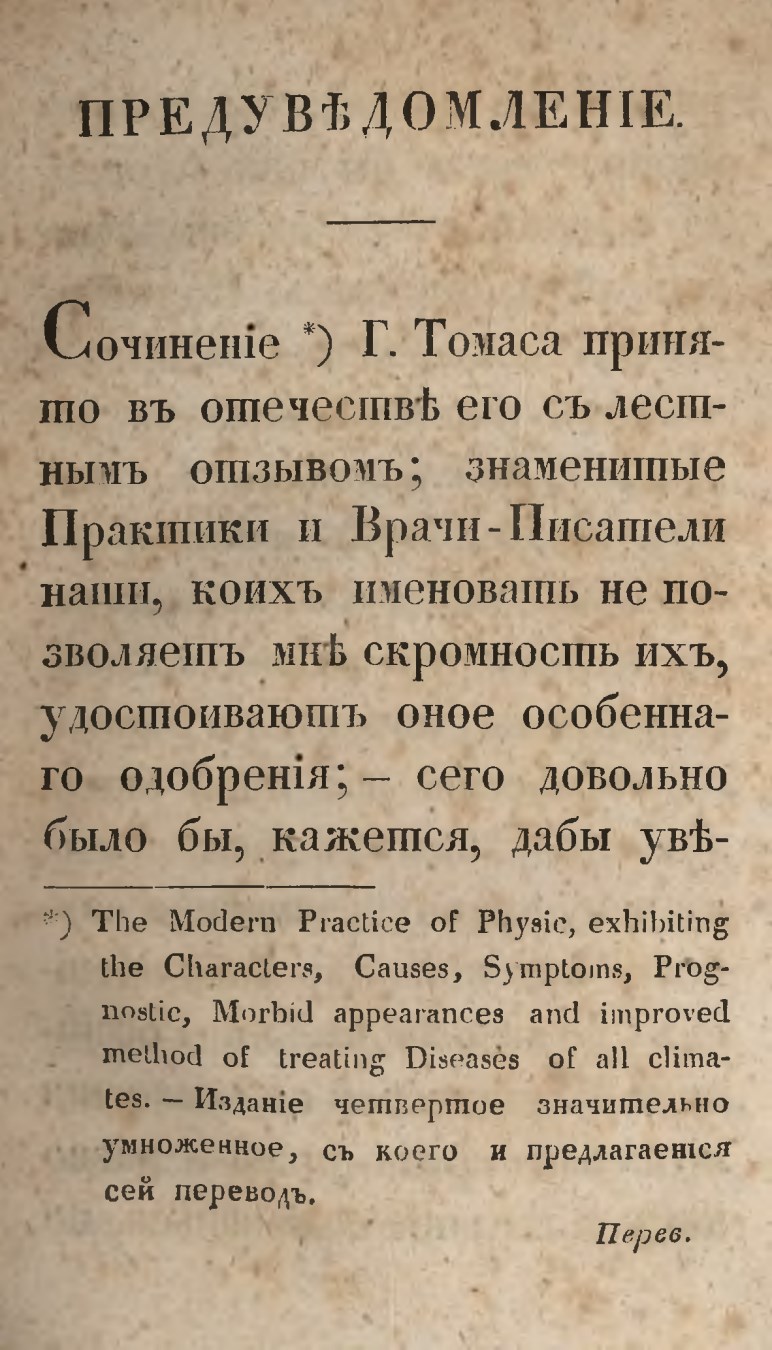 ПРЕДУВѢДОМЛЕНІЕ.
Сочиненіе *) Г. Томаса приня-
то въ отечествѣ его съ лест-
нымъ отзывомъ; знаменитые
Практики и Врачи-Писатели
наши, коихъ именовать не по-
зволяетъ мнѣ скромность ихъ,
удостоиваютъ оное особенна-
го одобренія; — сего довольно
было бы, кажется, дабы увѣ-
*) The Modern Practice of Physic, exhibiting
the Characters, Causes, Symptoms, Prog-
nostic, Morbid appearances and improved
method of treating Diseases of all clima-
tes. — Изданіе четвертое значительно
умноженное, съ коего и предлагается
сей переводъ.
Перев.